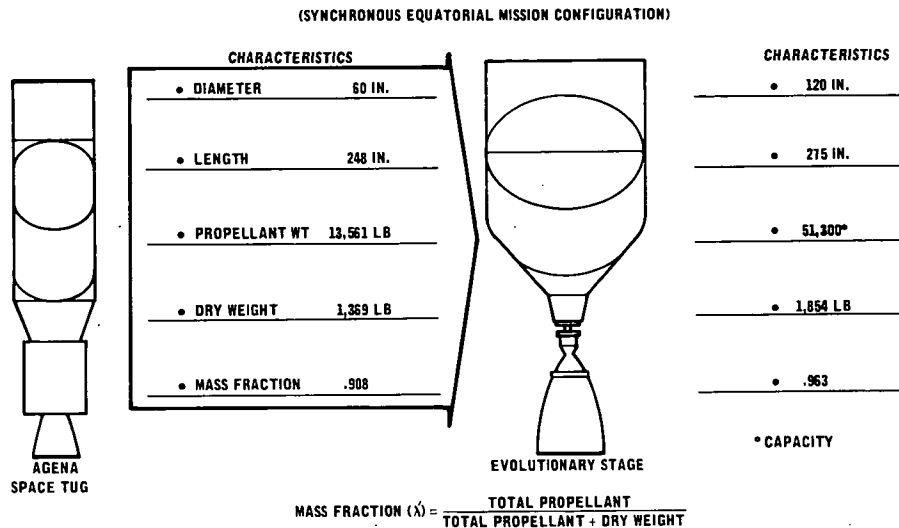 (SYNCHRONOUS EQUATORIAL MISSION CONFIGURATION)
CHARACTERISTICS
• DIAMETER 60 IN.
• LENGTH 248 IN.
• PROPELLANT WT 13,561 LB
• DRY WEIGHT 1,369 LB
• MASS FRACTION .908
CHARACTERISTICS
• 120 IN.
• 275 IN.
• 51,300*
• 1,854 LB
• .963
* CAPACITY
AGENA
SPACE TUG
EVOLUTIONARY STAGE
MASS FRACTION (λ) = TOTAL PROPELLANT
TOTAL PROPELLANT + DRY WEIGHT